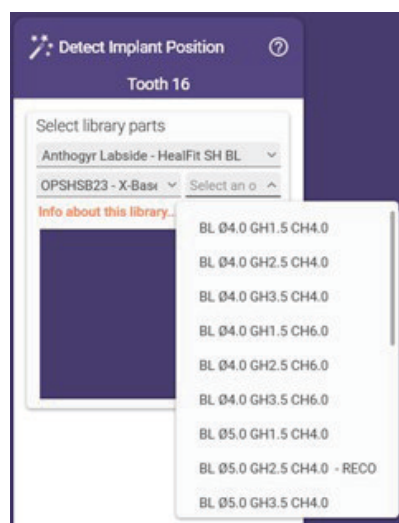 Detect Implant Position
Tooth 16
Select library parts
Anthogyr Labside - HealFit SH BL
OPSHSB23 - X-Base Select an o
Info about this library...
BL Ø4.0 GH1.5 CH4.0
BL Ø4.0 GH2.5 CH4.0
BL Ø4.0 GH3.5 CH4.0
BL Ø4.0 GH1.5 CH6.0
BL Ø4.0 GH2.5 CH6.0
BL Ø4.0 GH3.5 CH6.0
BL Ø5.0 GH1.5 CH4.0
BL Ø5.0 GH2.5 CH4.0 - RECO
BL Ø5.0 GH3.5 CH4.0